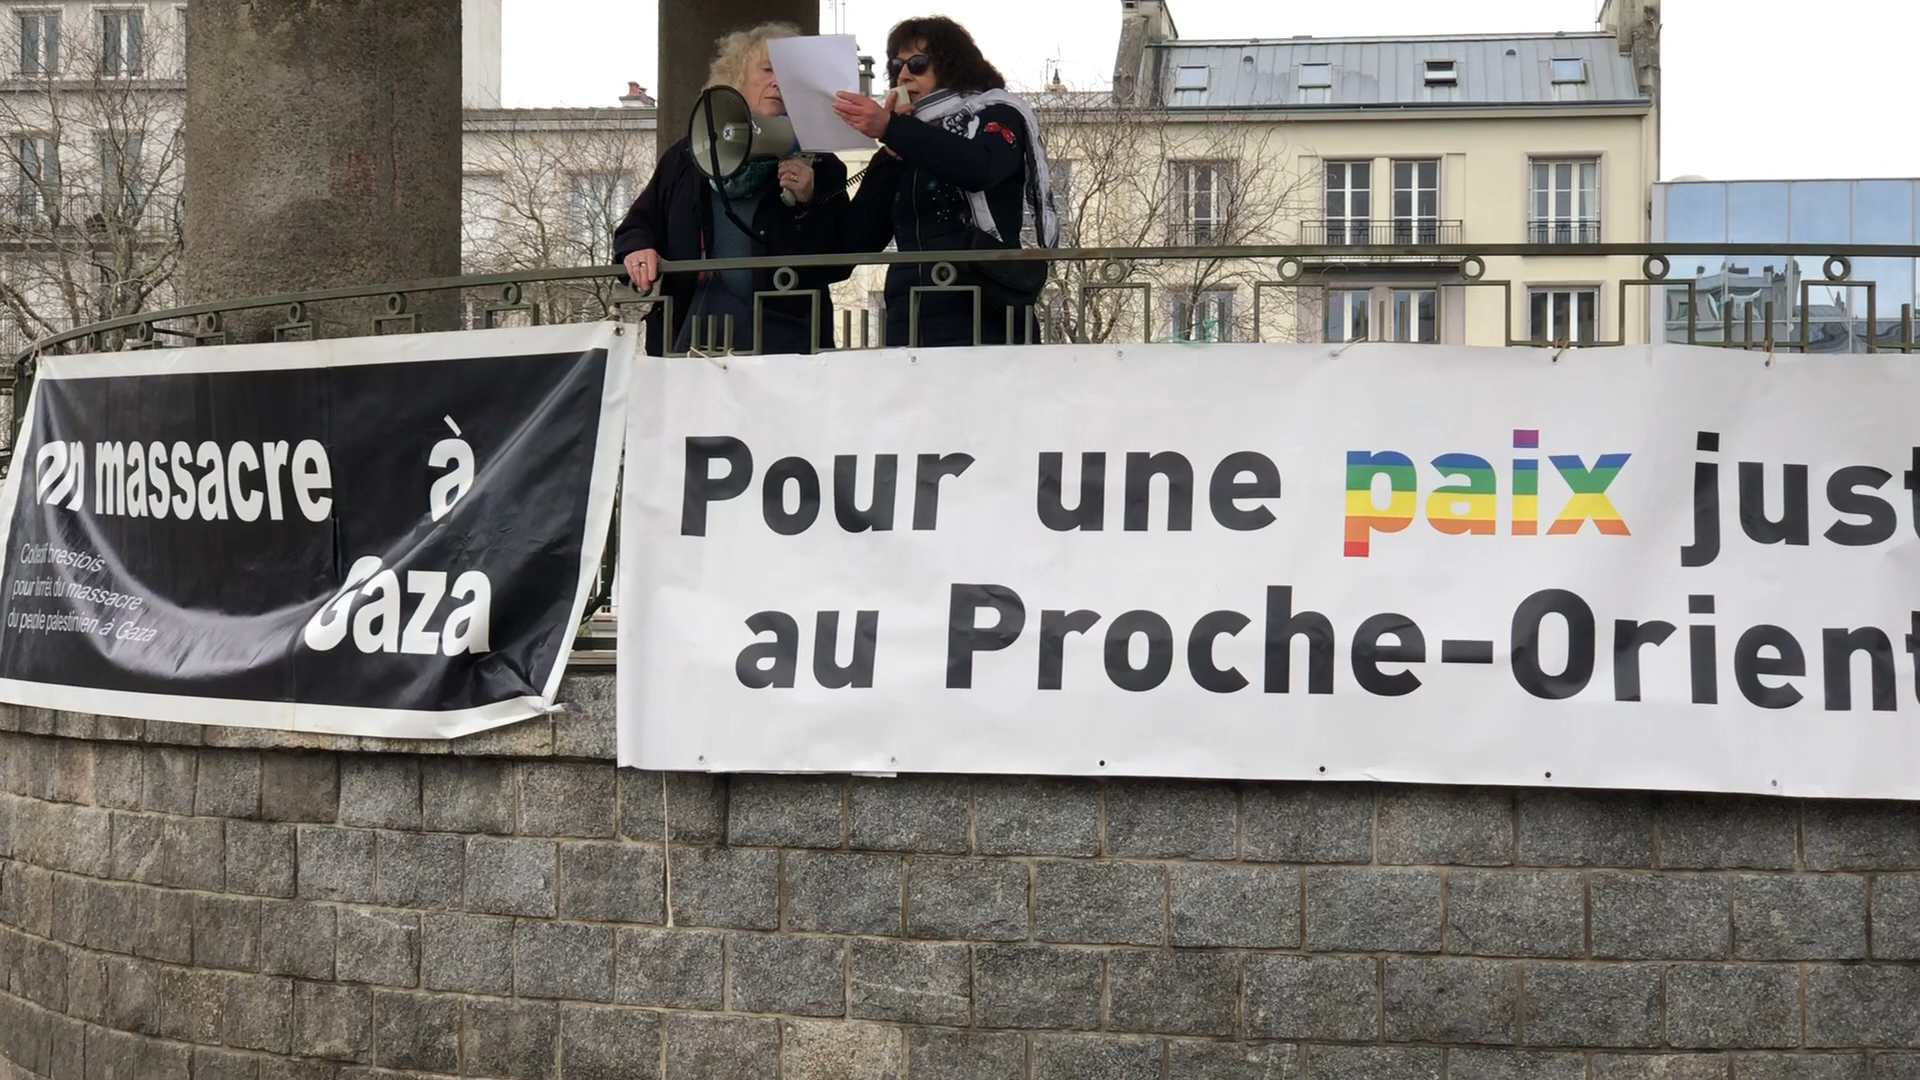 massacre à
Gaza
Collectif brestois
pour l'arrêt du massacre
du peuple palestinien à Gaza
Pour une paix just
au Proche-Orient